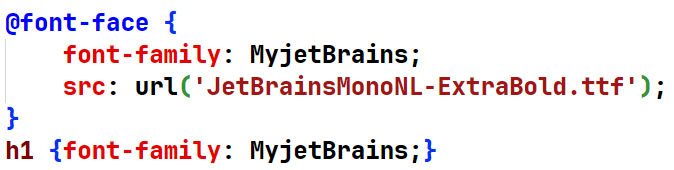 @font-face {
    font-family: MyjetBrains;
    src: url('JetBrainsMonoNL-ExtraBold.ttf');
}
h1 {font-family: MyjetBrains;}